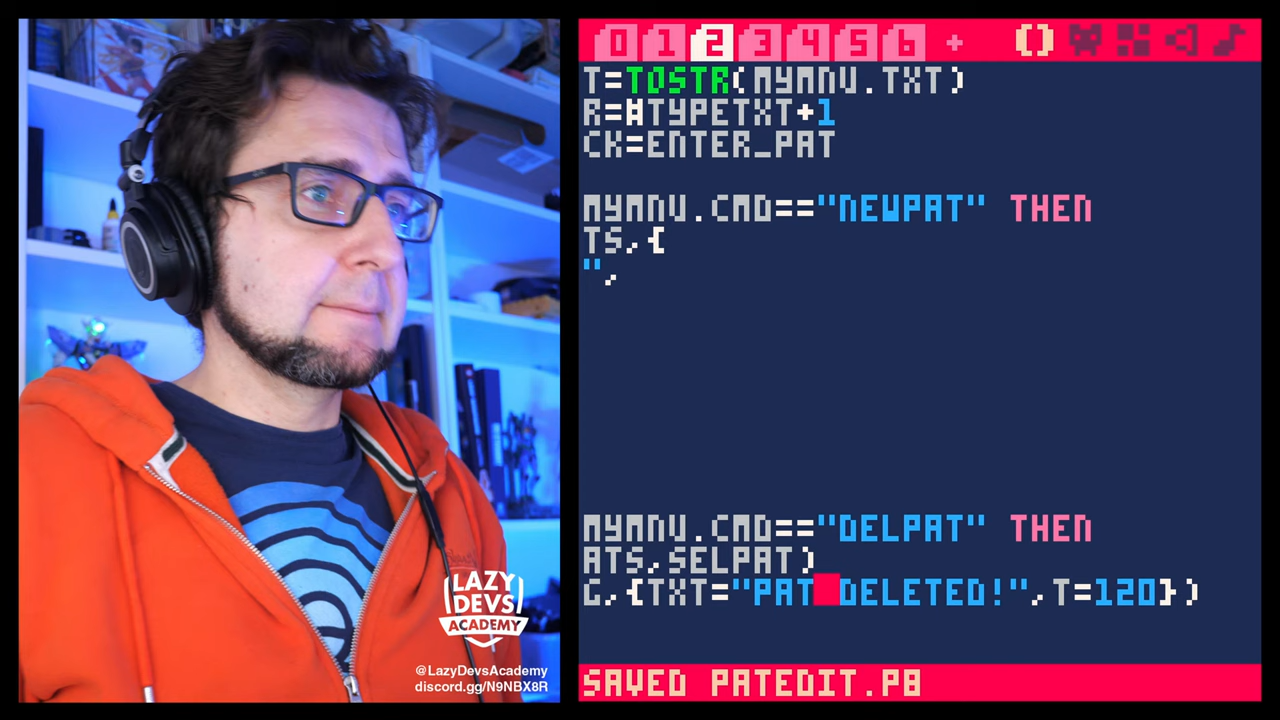 0 1 2 3 4 5 6 + ()
T=TOSTR(MYMNU.TXT)
R=#TYPETXT+1
CK=ENTER_PAT
MYMNU.CMD=="NEWPAT" THEN
TS,{
",
MYMNU.CMD=="DELPAT" THEN
ATS,SELPAT)
G,{TXT="PAT DELETED!",T=120})
SAVED PATEDIT.P8
LAZY
DEVS
ACADEMY
@LazyDevsAcademy
discord.gg/N9NBX8R